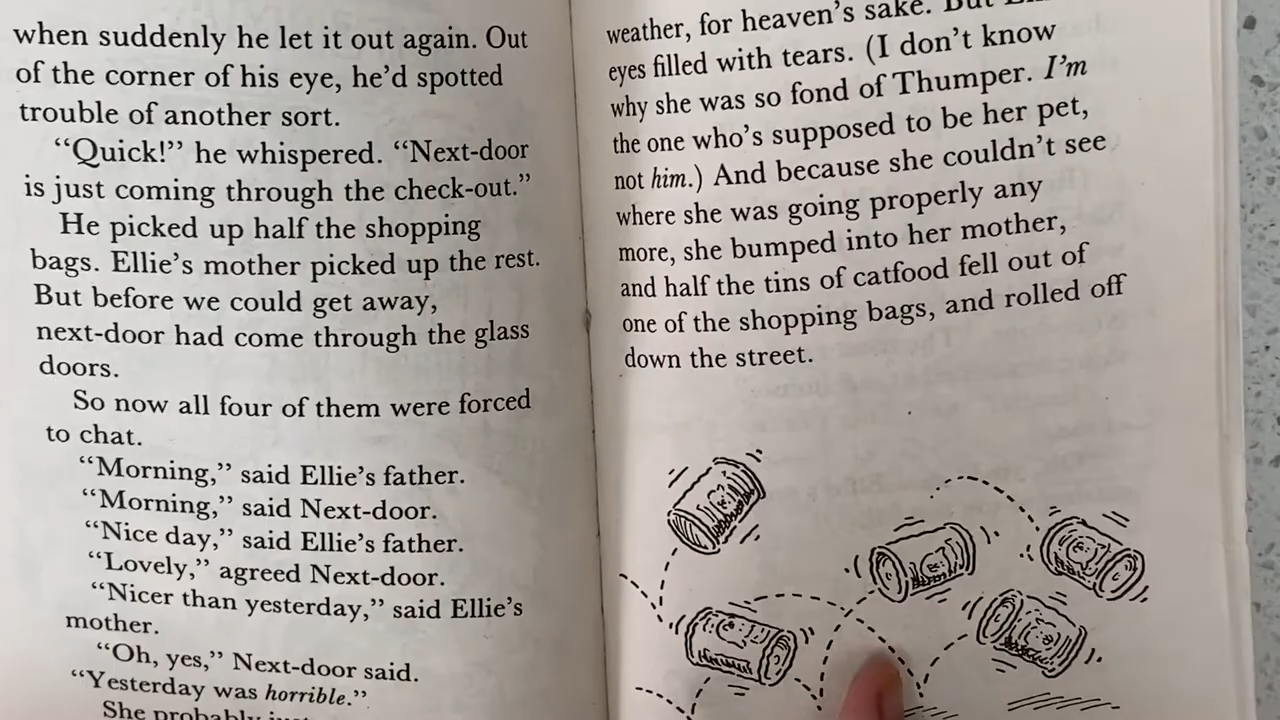 when suddenly he let it out again. Out
of the corner of his eye, he'd spotted
trouble of another sort.
“Quick!” he whispered. “Next-door
is just coming through the check-out.”
He picked up half the shopping
bags. Ellie's mother picked up the rest.
But before we could get away,
next-door had come through the glass
doors.
So now all four of them were forced
to chat.
“Morning,” said Ellie's father.
“Morning,” said Next-door.
“Nice day,” said Ellie's father.
“Lovely,” agreed Next-door.
“Nicer than yesterday,” said Ellie's
mother.
“Oh, yes,” Next-door said.
“Yesterday was horrible.”
She probably
weather, for heaven's sake. But
eyes filled with tears. (I don't know
why she was so fond of Thumper. I'm
the one who's supposed to be her pet,
not him.) And because she couldn't see
where she was going properly any
more, she bumped into her mother,
and half the tins of catfood fell out of
one of the shopping bags, and rolled off
down the street.